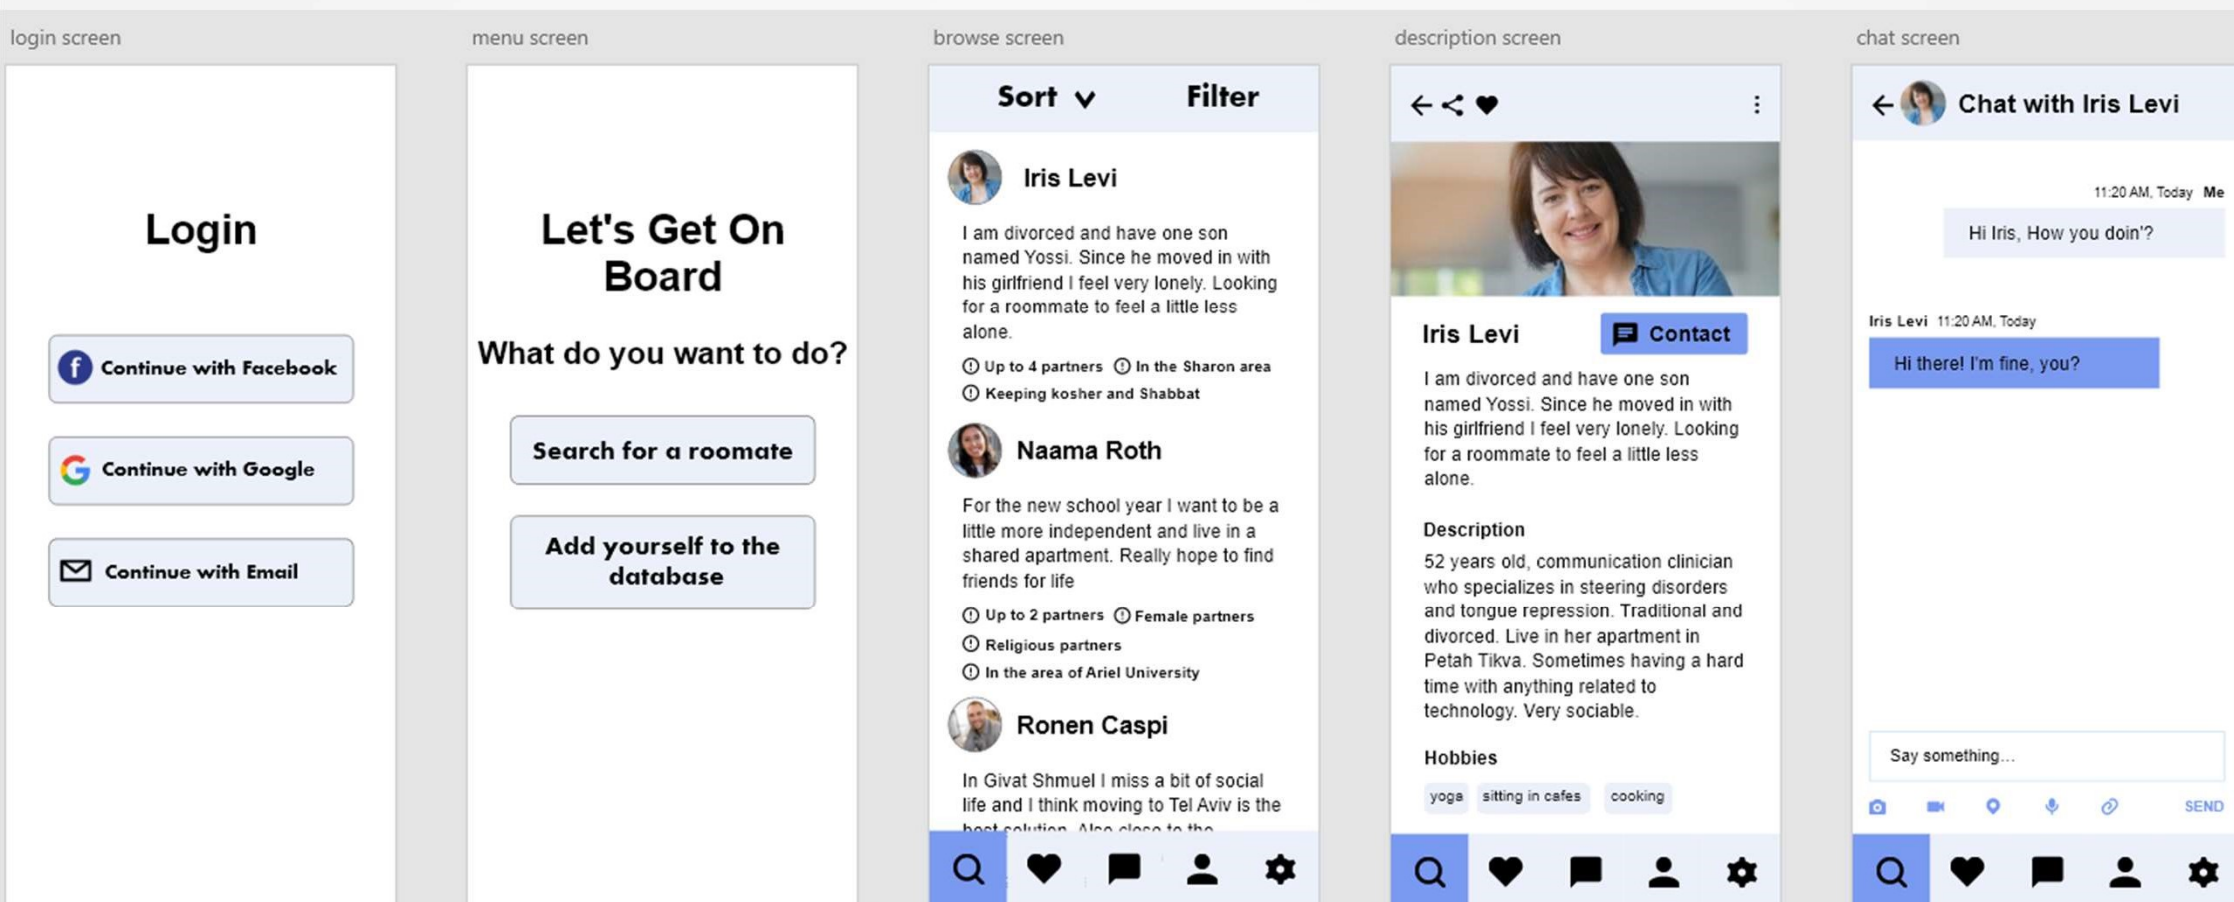 login screen
Login
Continue with Facebook
Continue with Google
Continue with Email
menu screen
Let's Get On
Board
What do you want to do?
Search for a roomate
Add yourself to the
database
browse screen
Sort
Filter
Iris Levi
I am divorced and have one son
named Yossi. Since he moved in with
his girlfriend I feel very lonely. Looking
for a roommate to feel a little less
alone.
Up to 4 partners In the Sharon area
Keeping kosher and Shabbat
Naama Roth
For the new school year I want to be a
little more independent and live in a
shared apartment. Really hope to find
friends for life
Up to 2 partners Female partners
Religious partners
In the area of Ariel University
Ronen Caspi
In Givat Shmuel I miss a bit of social
life and I think moving to Tel Aviv is the
best solution. Also close to the
description screen
Iris Levi
Contact
I am divorced and have one son
named Yossi. Since he moved in with
his girlfriend I feel very lonely. Looking
for a roommate to feel a little less
alone.
Description
52 years old, communication clinician
who specializes in steering disorders
and tongue repression. Traditional and
divorced. Live in her apartment in
Petah Tikva. Sometimes having a hard
time with anything related to
technology. Very sociable.
Hobbies
yoga sitting in cafes cooking
chat screen
Chat with Iris Levi
11:20 AM, Today Me
Hi Iris, How you doin'?
Iris Levi 11:20 AM, Today
Hi there! I'm fine, you?
Say something...
SEND